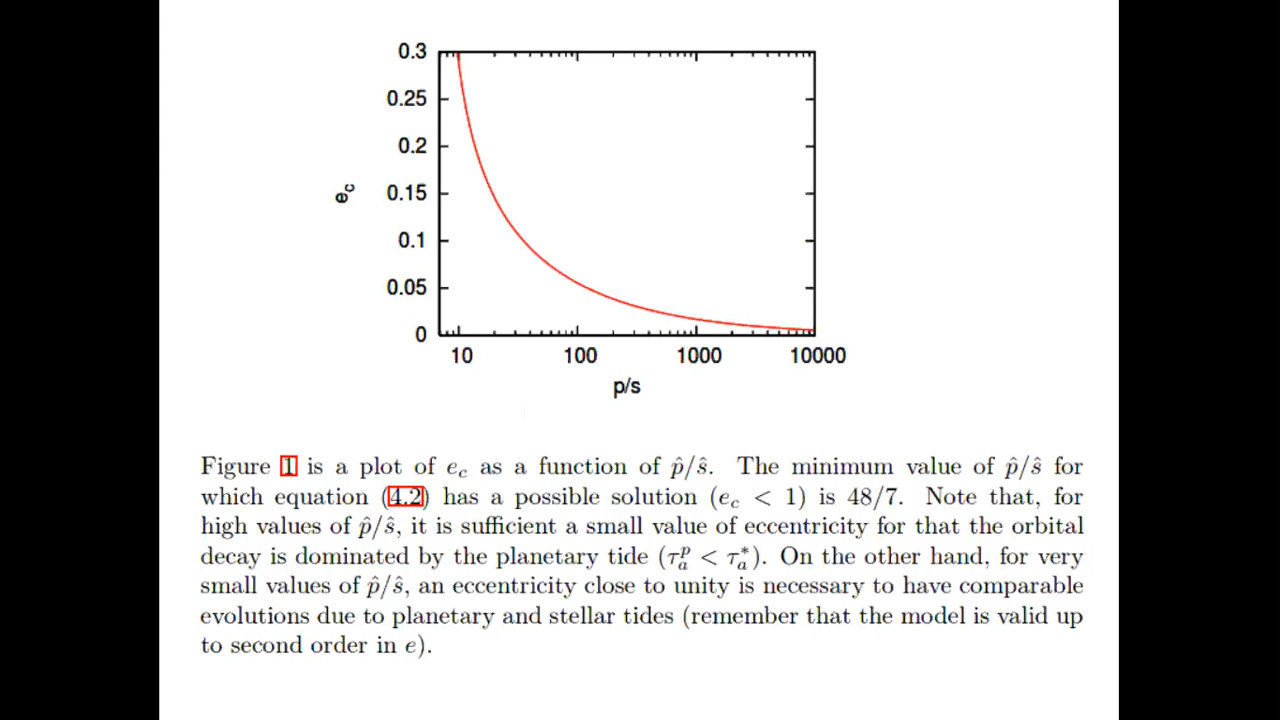 0.3
0.25
0.2
0.15
0.1
0.05
0
e_c
10 100 1000 10000
p/s
Figure 1 is a plot of e_c as a function of p̂/ŝ. The minimum value of p̂/ŝ for
which equation (4.2) has a possible solution (e_c < 1) is 48/7. Note that, for
high values of p̂/ŝ, it is sufficient a small value of eccentricity for that the orbital
decay is dominated by the planetary tide (τ_a^p < τ_a^*). On the other hand, for very
small values of p̂/ŝ, an eccentricity close to unity is necessary to have comparable
evolutions due to planetary and stellar tides (remember that the model is valid up
to second order in e).